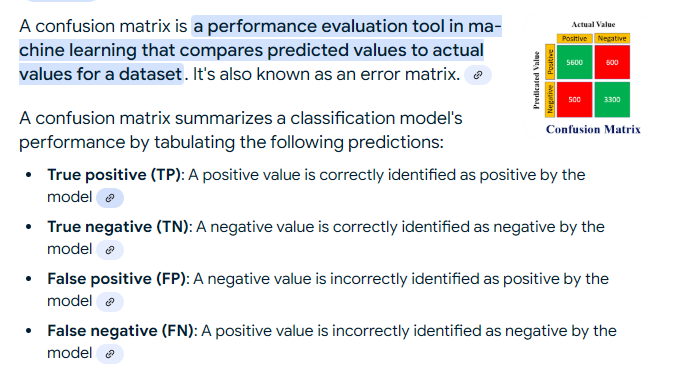 A confusion matrix is a performance evaluation tool in ma-
chine learning that compares predicted values to actual
values for a dataset. It's also known as an error matrix.
A confusion matrix summarizes a classification model's
performance by tabulating the following predictions:
• True positive (TP): A positive value is correctly identified as positive by the
model
• True negative (TN): A negative value is correctly identified as negative by the
model
• False positive (FP): A negative value is incorrectly identified as positive by the
model
• False negative (FN): A positive value is incorrectly identified as negative by the
model
Actual Value
Positive Negative
Predicated Value
Positive
5600 600
Negative
500 3300
Confusion Matrix